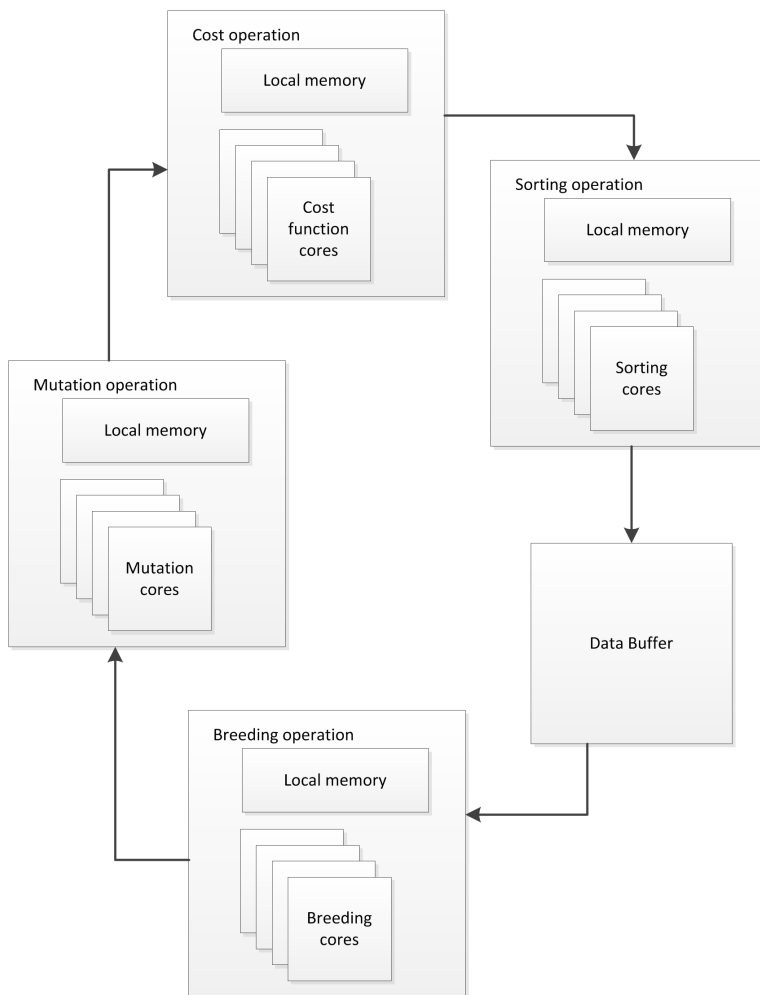 Cost operation
Local memory
Cost
function
cores
Sorting operation
Local memory
Sorting
cores
Mutation operation
Local memory
Mutation
cores
Data Buffer
Breeding operation
Local memory
Breeding
cores